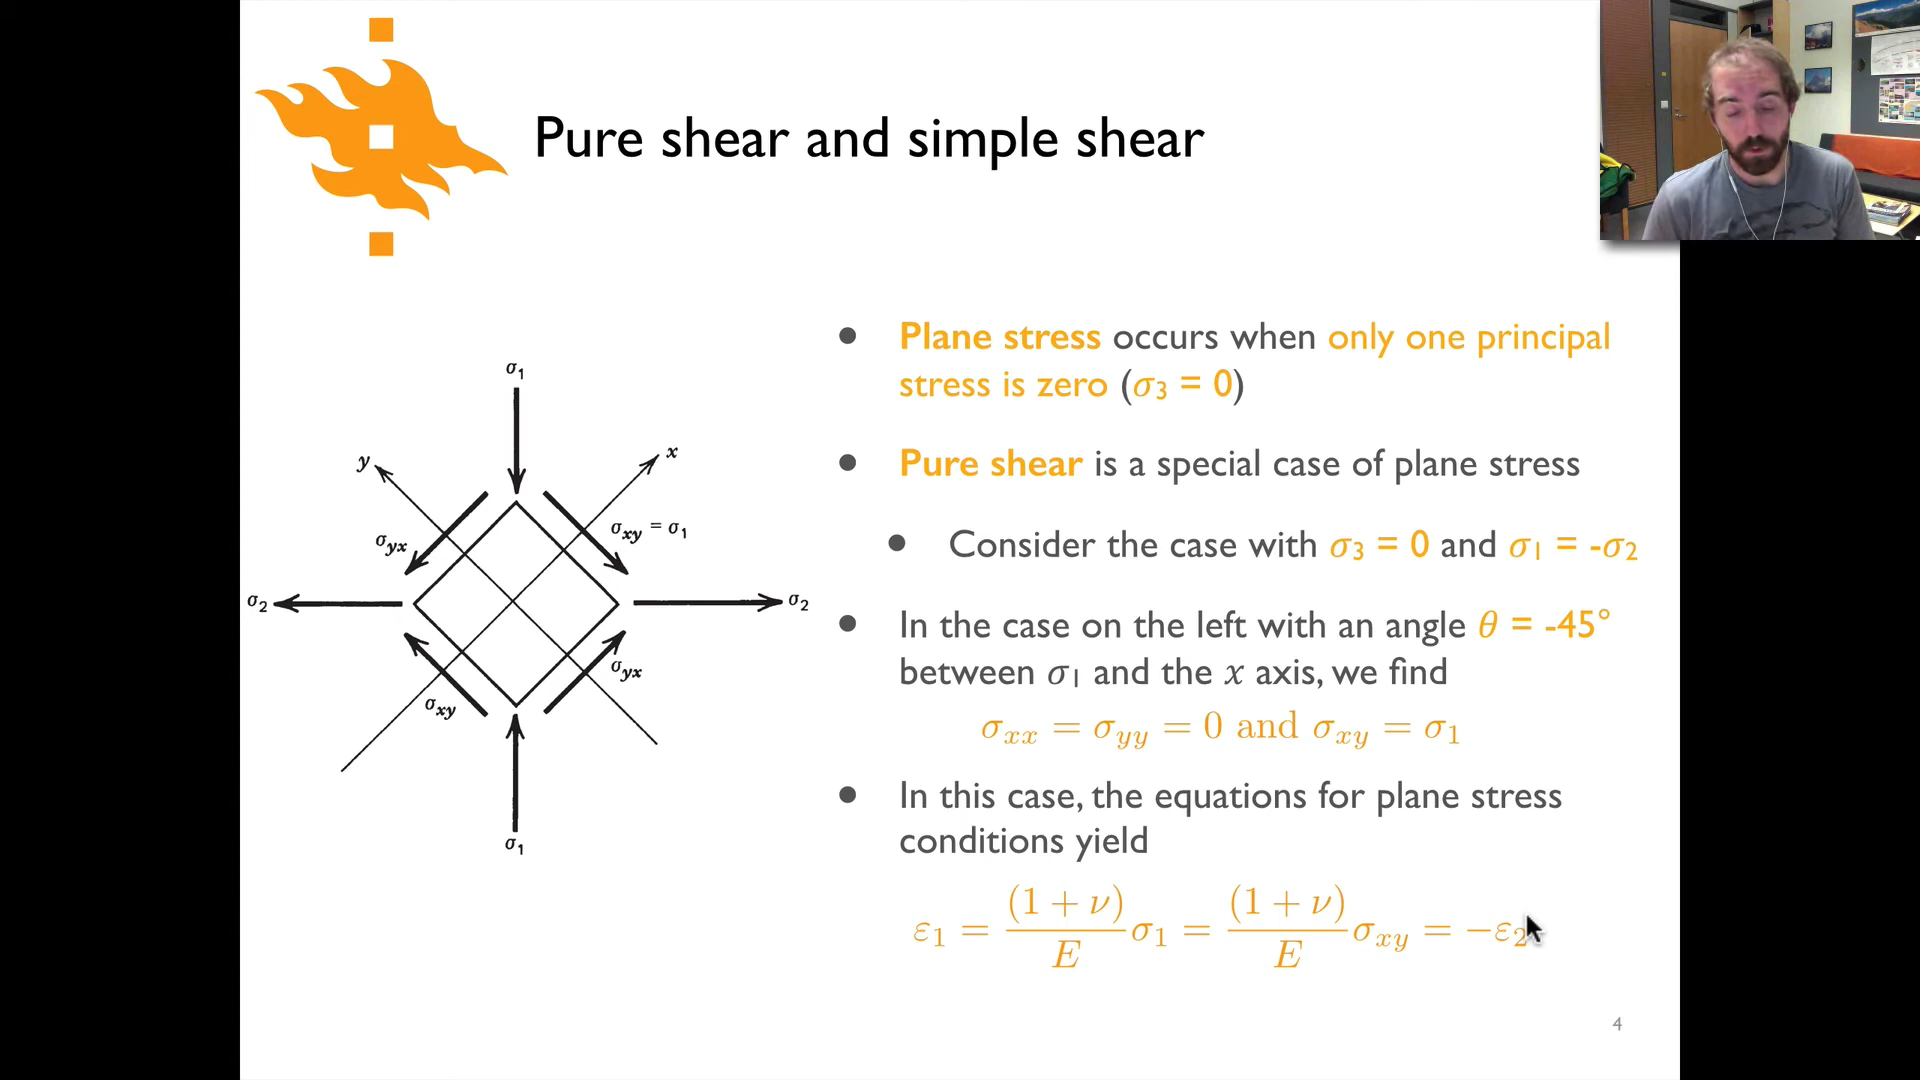 Pure shear and simple shear
σ1
y
x
σyx
σxy = σ1
σ2
σ2
σxy
σyx
σ1
• Plane stress occurs when only one principal
stress is zero (σ3 = 0)
• Pure shear is a special case of plane stress
• Consider the case with σ3 = 0 and σ1 = -σ2
• In the case on the left with an angle θ = -45°
between σ1 and the x axis, we find
σxx = σyy = 0 and σxy = σ1
• In this case, the equations for plane stress
conditions yield
ε1 = (1 + ν)/E σ1 = (1 + ν)/E σxy = −ε2
4